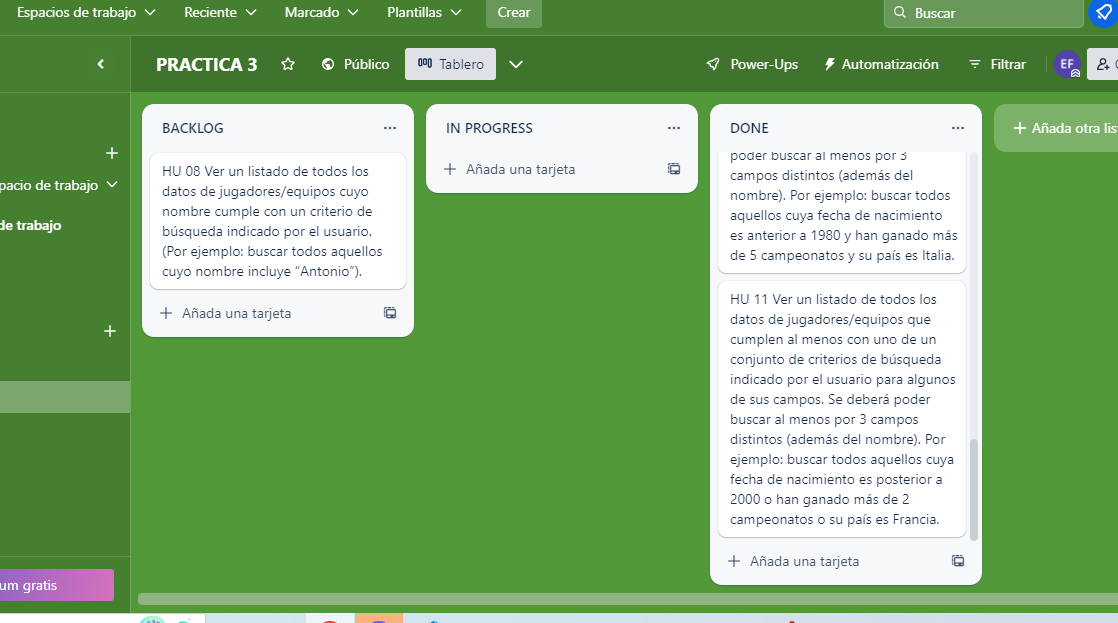 Espacios de trabajo Reciente Marcado Plantillas Crear Buscar
PRACTICA 3 Público Tablero Power-Ups Automatización Filtrar EF
pacio de trabajo
de trabajo
um gratis
BACKLOG
HU 08 Ver un listado de todos los
datos de jugadores/equipos cuyo
nombre cumple con un criterio de
búsqueda indicado por el usuario.
(Por ejemplo: buscar todos aquellos
cuyo nombre incluye “Antonio”).
Añada una tarjeta
IN PROGRESS
Añada una tarjeta
DONE
poder buscar al menos por 3
campos distintos (además del
nombre). Por ejemplo: buscar todos
aquellos cuya fecha de nacimiento
es anterior a 1980 y han ganado más
de 5 campeonatos y su país es Italia.
HU 11 Ver un listado de todos los
datos de jugadores/equipos que
cumplen al menos con uno de un
conjunto de criterios de búsqueda
indicado por el usuario para algunos
de sus campos. Se deberá poder
buscar al menos por 3 campos
distintos (además del nombre). Por
ejemplo: buscar todos aquellos cuya
fecha de nacimiento es posterior a
2000 o han ganado más de 2
campeonatos o su país es Francia.
Añada una tarjeta
Añada otra lis